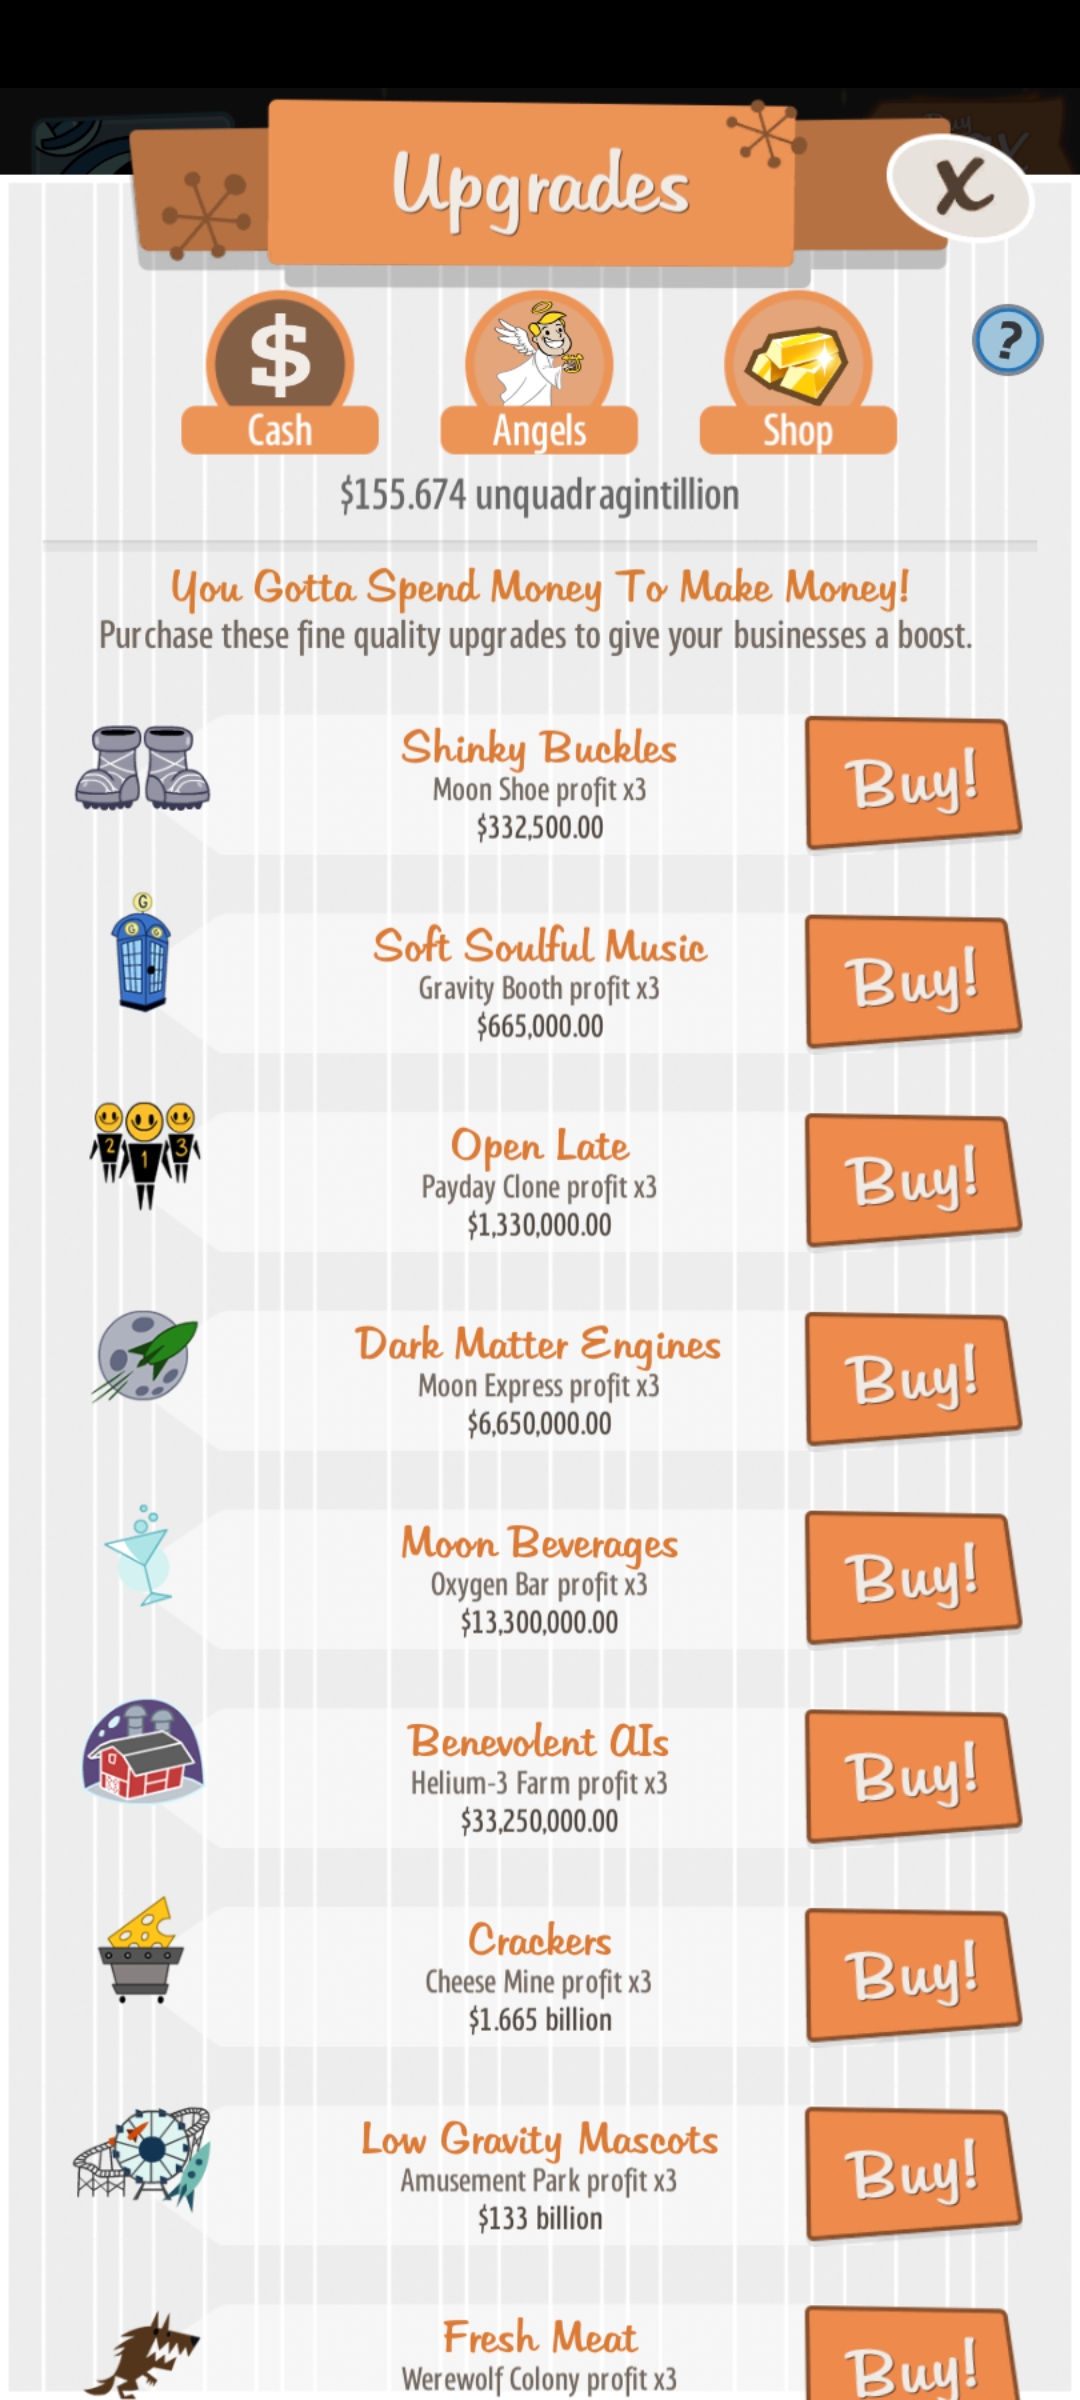 Upgrades
X
Cash
Angels
Shop
?
$155.674 unquadragintillion
You Gotta Spend Money To Make Money!
Purchase these fine quality upgrades to give your businesses a boost.
Shinky Buckles
Moon Shoe profit x3
$332,500.00
Buy!
Soft Soulful Music
Gravity Booth profit x3
$665,000.00
Buy!
Open Late
Payday Clone profit x3
$1,330,000.00
Buy!
Dark Matter Engines
Moon Express profit x3
$6,650,000.00
Buy!
Moon Beverages
Oxygen Bar profit x3
$13,300,000.00
Buy!
Benevolent AIs
Helium-3 Farm profit x3
$33,250,000.00
Buy!
Crackers
Cheese Mine profit x3
$1.665 billion
Buy!
Low Gravity Mascots
Amusement Park profit x3
$133 billion
Buy!
Fresh Meat
Werewolf Colony profit x3
Buy!